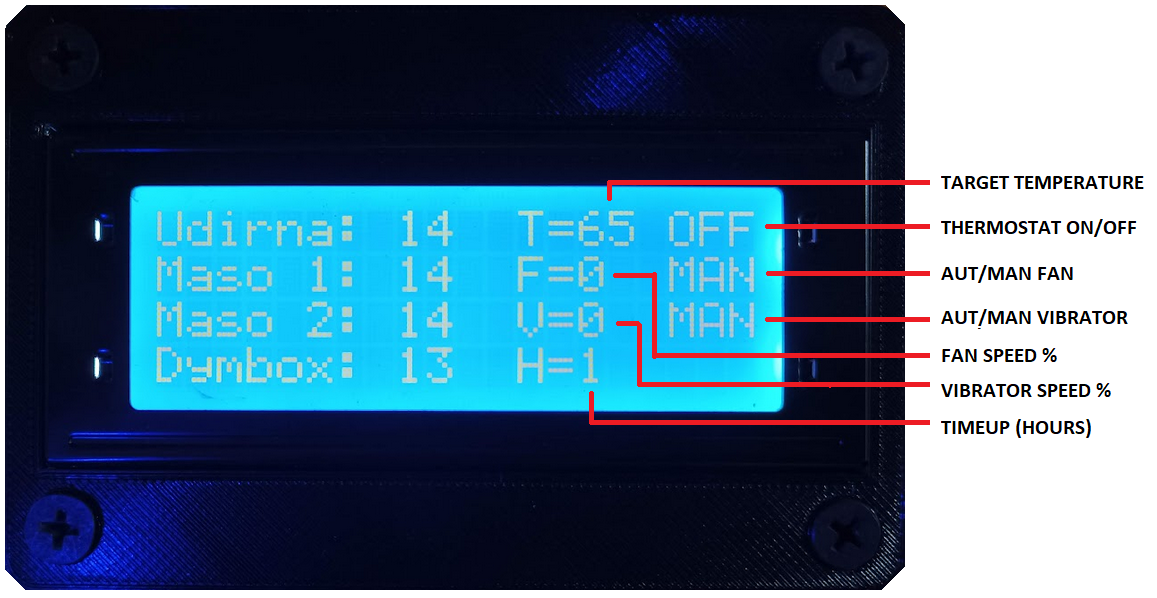 Udirna: 14 T=65 OFF
Maso 1: 14 F=0 MAN
Maso 2: 14 V=0 MAN
Dymbox: 13 H=1
TARGET TEMPERATURE
THERMOSTAT ON/OFF
AUT/MAN FAN
AUT/MAN VIBRATOR
FAN SPEED %
VIBRATOR SPEED %
TIMEUP (HOURS)